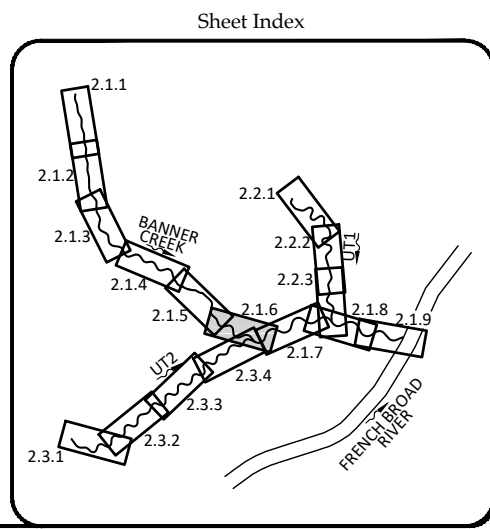 Sheet Index
2.1.1
2.1.2
2.1.3
BANNER
CREEK
2.1.4
2.1.5
2.1.6
2.2.1
2.2.2
UT1
2.2.3
2.1.7
2.1.8
2.1.9
UT2
2.3.4
2.3.3
2.3.2
2.3.1
FRENCH BROAD
RIVER